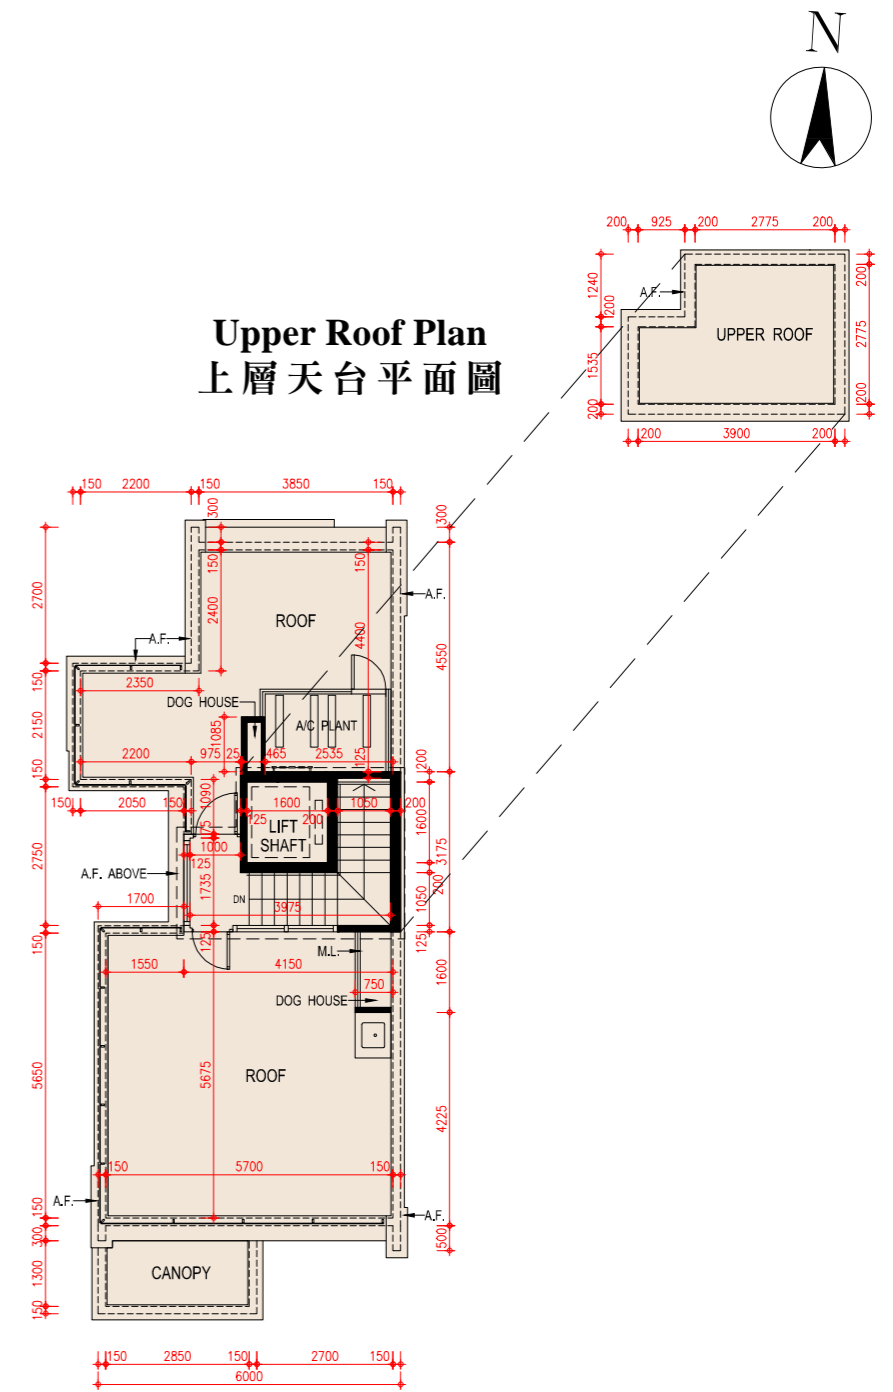 N
200 925 200 2775 200
1240
200
A.F.
200
UPPER ROOF
2775
1535
200
200
200 3900 200
Upper Roof Plan
上層天台平面圖
150 2200 150 3850 150
300
300
2700
150
150
2400
ROOF
4400
A.F.
4550
A.F.
150
2350
DOG HOUSE
A/C PLANT
1085
2150
2200 975 25 465 2535
125
200
150
1090
150 2050 150
1600 1050 200
125 200
1600
LIFT
SHAFT
75
1000
125
2750
3175
A.F. ABOVE
1735
200
1700
DN
3975
1050
125
125
150
M.L.
1550 4150
1600
750
DOG HOUSE
ROOF
5650
5675
4225
150 5700 150
A.F.
A.F.
150
300
500
CANOPY
1300
150
150 2850 150 2700 150
6000